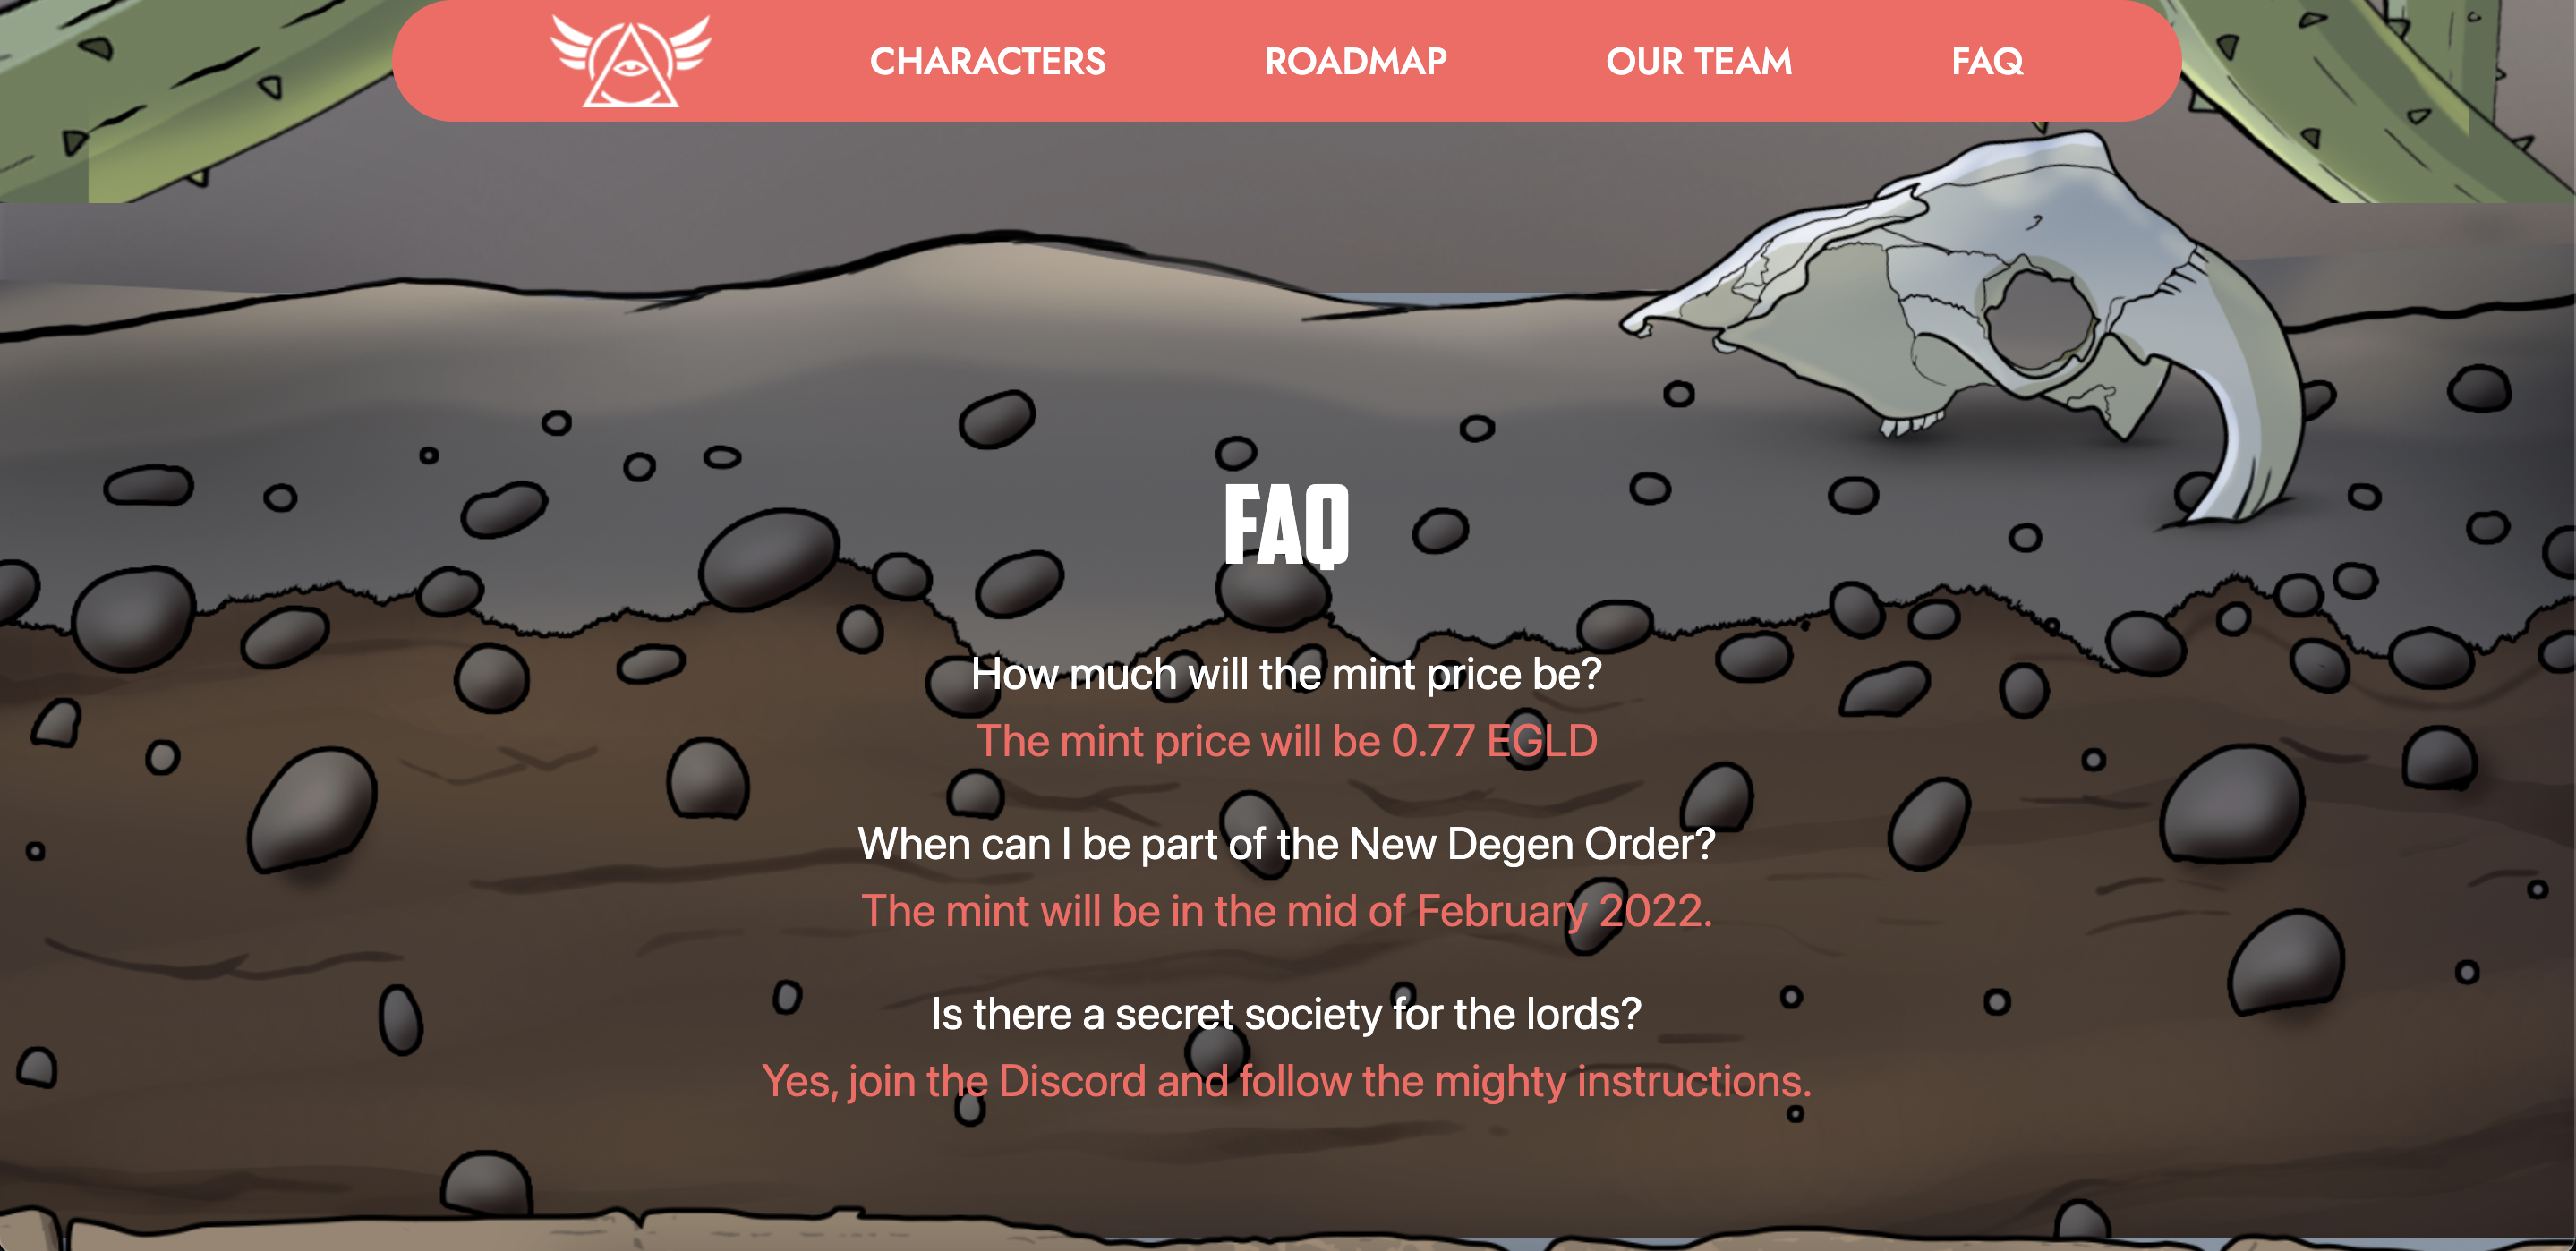 CHARACTERS ROADMAP OUR TEAM FAQ
FAQ
How much will the mint price be?
The mint price will be 0.77 EGLD
When can I be part of the New Degen Order?
The mint will be in the mid of February 2022.
Is there a secret society for the lords?
Yes, join the Discord and follow the mighty instructions.